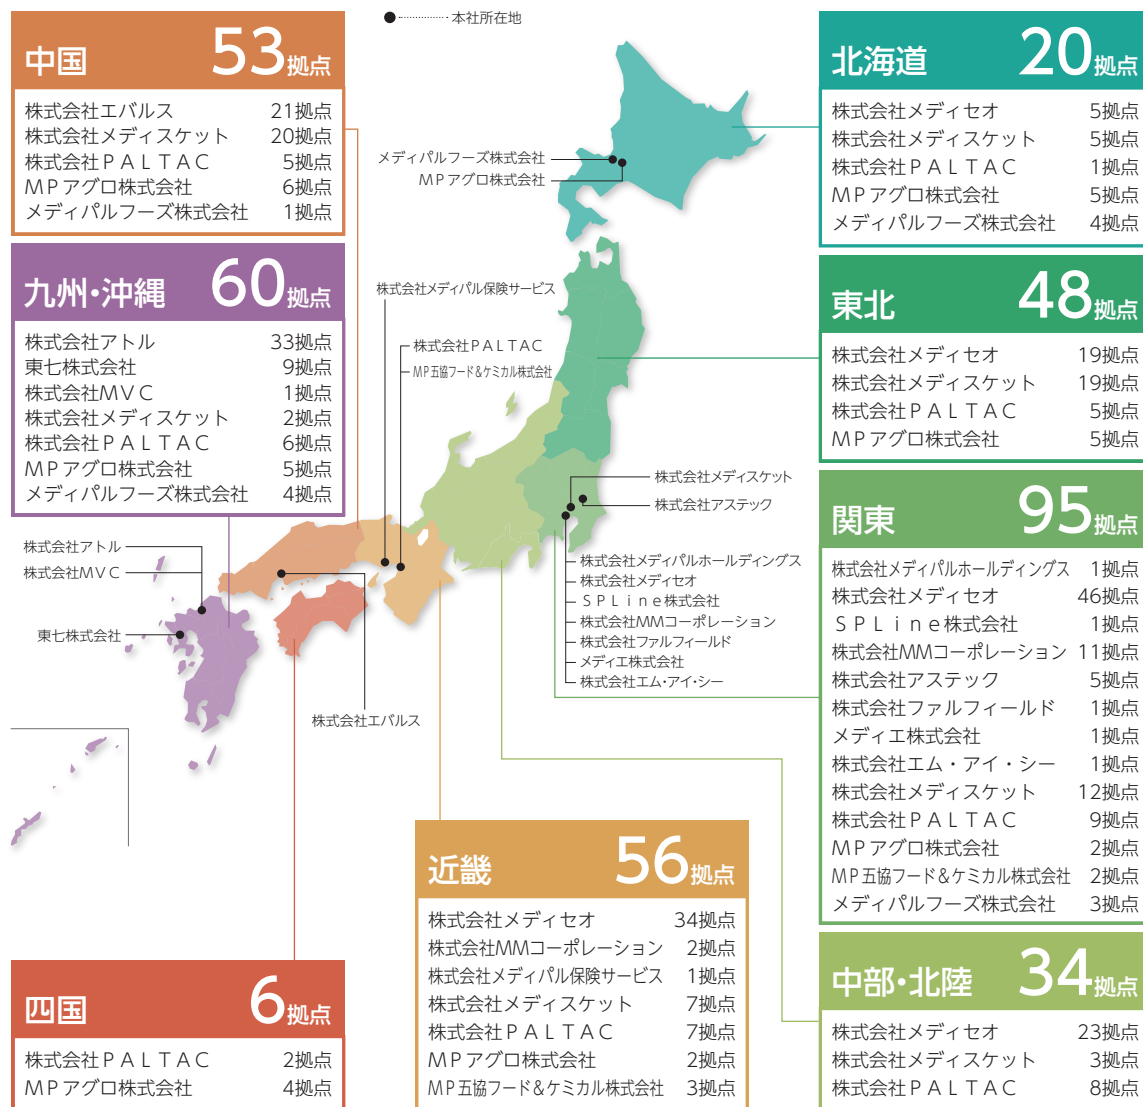 本社所在地
中国 53拠点
株式会社エバルス 21拠点
株式会社メディスケット 20拠点
株式会社PALTAC 5拠点
MPアグロ株式会社 6拠点
メディパルフーズ株式会社 1拠点
北海道 20拠点
株式会社メディセオ 5拠点
株式会社メディスケット 5拠点
株式会社PALTAC 1拠点
MPアグロ株式会社 5拠点
メディパルフーズ株式会社 4拠点
メディパルフーズ株式会社
MPアグロ株式会社
九州・沖縄 60拠点
株式会社アトル 33拠点
東七株式会社 9拠点
株式会社MVC 1拠点
株式会社メディスケット 2拠点
株式会社PALTAC 6拠点
MPアグロ株式会社 5拠点
メディパルフーズ株式会社 4拠点
株式会社メディパル保険サービス
株式会社PALTAC
MP五協フード&ケミカル株式会社
東北 48拠点
株式会社メディセオ 19拠点
株式会社メディスケット 19拠点
株式会社PALTAC 5拠点
MPアグロ株式会社 5拠点
株式会社メディスケット
株式会社アステック
株式会社メディパルホールディングス
株式会社メディセオ
SPLine株式会社
株式会社MMコーポレーション
株式会社ファルフィールド
メディエ株式会社
株式会社エム・アイ・シー
株式会社アトル
株式会社MVC
東七株式会社
株式会社エバルス
関東 95拠点
株式会社メディパルホールディングス 1拠点
株式会社メディセオ 46拠点
SPLine株式会社 1拠点
株式会社MMコーポレーション 11拠点
株式会社アステック 5拠点
株式会社ファルフィールド 1拠点
メディエ株式会社 1拠点
株式会社エム・アイ・シー 1拠点
株式会社メディスケット 12拠点
株式会社PALTAC 9拠点
MPアグロ株式会社 2拠点
MP五協フード&ケミカル株式会社 2拠点
メディパルフーズ株式会社 3拠点
近畿 56拠点
株式会社メディセオ 34拠点
株式会社MMコーポレーション 2拠点
株式会社メディパル保険サービス 1拠点
株式会社メディスケット 7拠点
株式会社PALTAC 7拠点
MPアグロ株式会社 2拠点
MP五協フード&ケミカル株式会社 3拠点
四国 6拠点
株式会社PALTAC 2拠点
MPアグロ株式会社 4拠点
中部・北陸 34拠点
株式会社メディセオ 23拠点
株式会社メディスケット 3拠点
株式会社PALTAC 8拠点